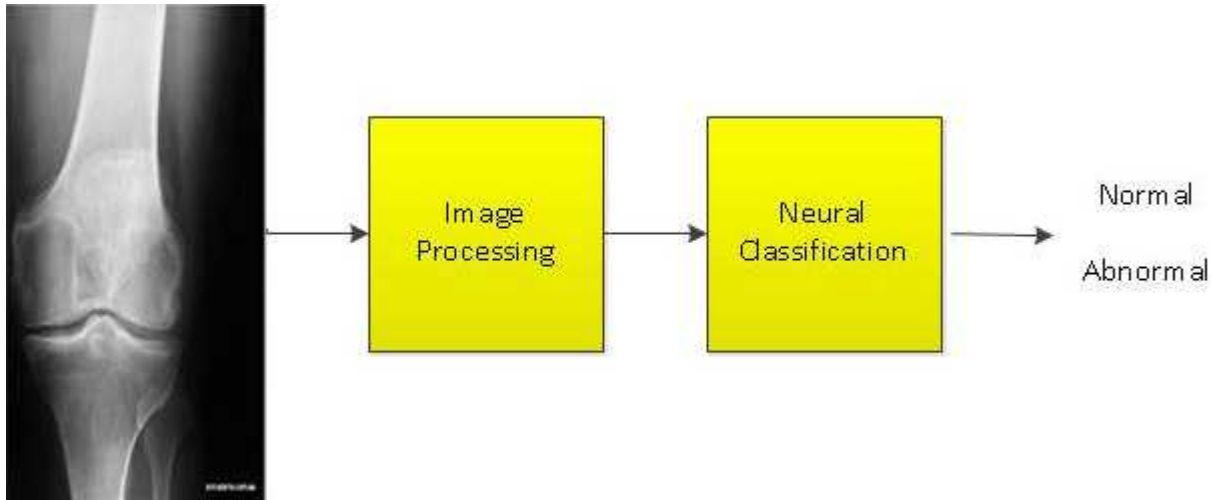 Image
Processing
Neural
Classification
Normal
Abnormal